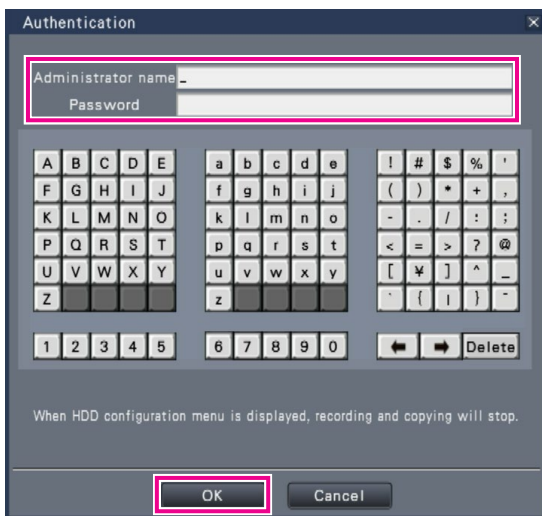 Authentication ×
Administrator name _
Password
A B C D E a b c d e ! # $ % '
F G H I J f g h i j ( ) * + ,
K L M N O k l m n o - . / : ;
P Q R S T p q r s t < = > ? @
U V W X Y u v w x y [ ¥ ] ^ _
Z z ` { | } ~
1 2 3 4 5 6 7 8 9 0 ← → Delete
When HDD configuration menu is displayed, recording and copying will stop.
OK Cancel